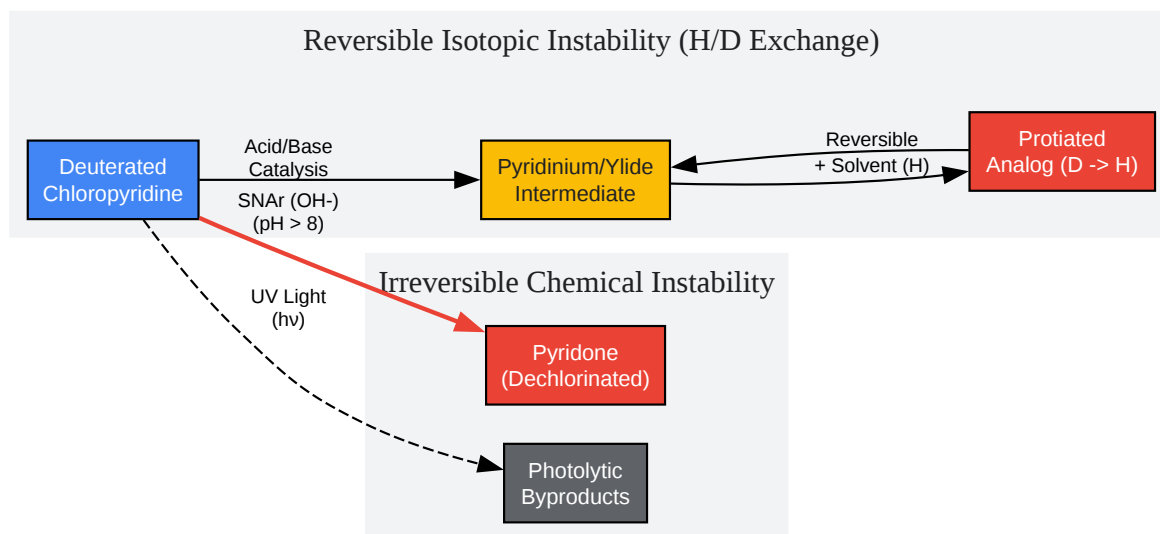 Reversible Isotopic Instability (H/D Exchange)
Deuterated
Chloropyridine
Acid/Base
Catalysis
SNAr (OH-)
(pH > 8)
Pyridinium/Ylide
Intermediate
Reversible
+ Solvent (H)
Protiated
Analog (D -> H)
Irreversible Chemical Instability
UV Light
(hν)
Pyridone
(Dechlorinated)
Photolytic
Byproducts